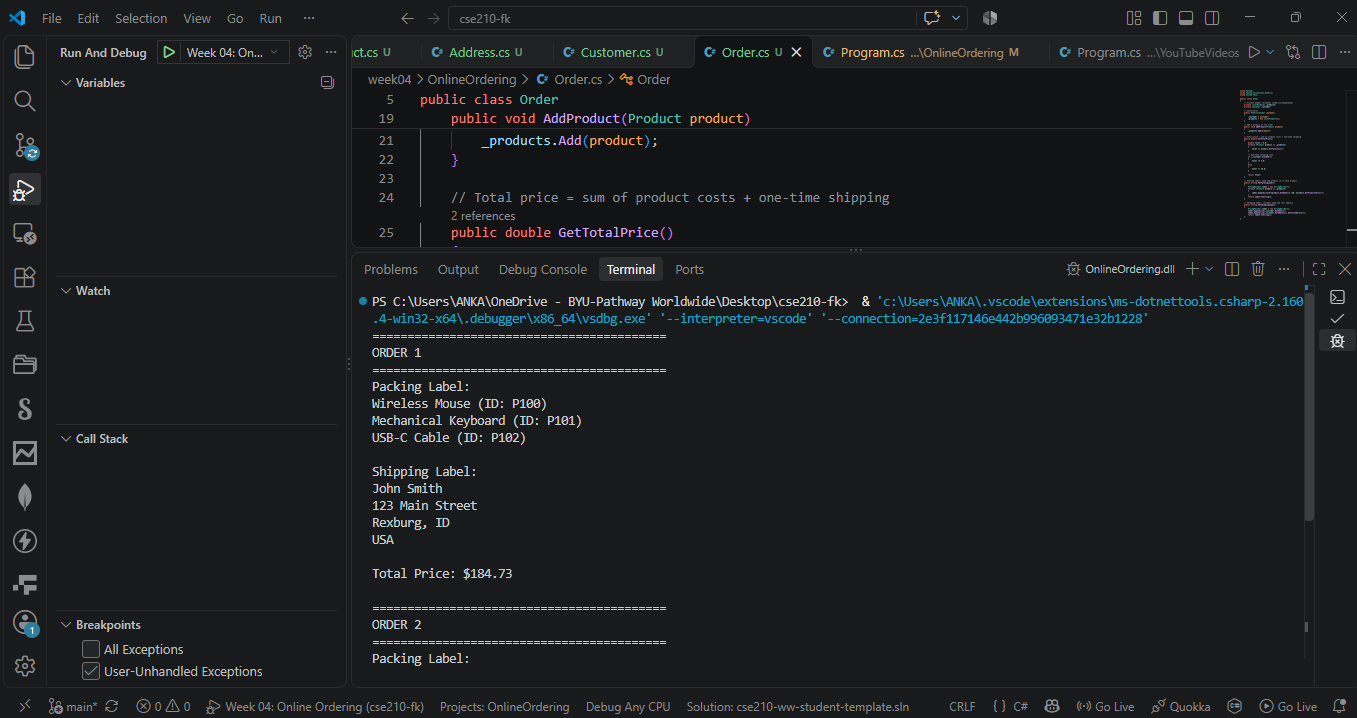 File Edit Selection View Go Run ···
cse210-fk
Run And Debug
Week 04: On...
ct.cs U
Address.cs U
Customer.cs U
Order.cs U
Program.cs ...\OnlineOrdering M
Program.cs ...\YouTubeVideos
week04 > OnlineOrdering > Order.cs > Order
Variables
5 public class Order
19 public void AddProduct(Product product)
21 _products.Add(product);
22 }
23
24 // Total price = sum of product costs + one-time shipping
2 references
25 public double GetTotalPrice()
Problems Output Debug Console Terminal Ports
OnlineOrdering.dll
Watch
Call Stack
Breakpoints
All Exceptions
User-Unhandled Exceptions
PS C:\Users\ANKA\OneDrive - BYU-Pathway Worldwide\Desktop\cse210-fk> & 'c:\Users\ANKA\.vscode\extensions\ms-dotnettools.csharp-2.160
.4-win32-x64\.debugger\x86_64\vsdbg.exe' '--interpreter=vscode' '--connection=2e3f117146e442b996093471e32b1228'
==========================================
ORDER 1
==========================================
Packing Label:
Wireless Mouse (ID: P100)
Mechanical Keyboard (ID: P101)
USB-C Cable (ID: P102)
Shipping Label:
John Smith
123 Main Street
Rexburg, ID
USA
Total Price: $184.73
==========================================
ORDER 2
==========================================
Packing Label:
1
main* 0 0 Week 04: Online Ordering (cse210-fk) Projects: OnlineOrdering Debug Any CPU Solution: cse210-ww-student-template.sln CRLF { } C# Go Live Quokka Go Live